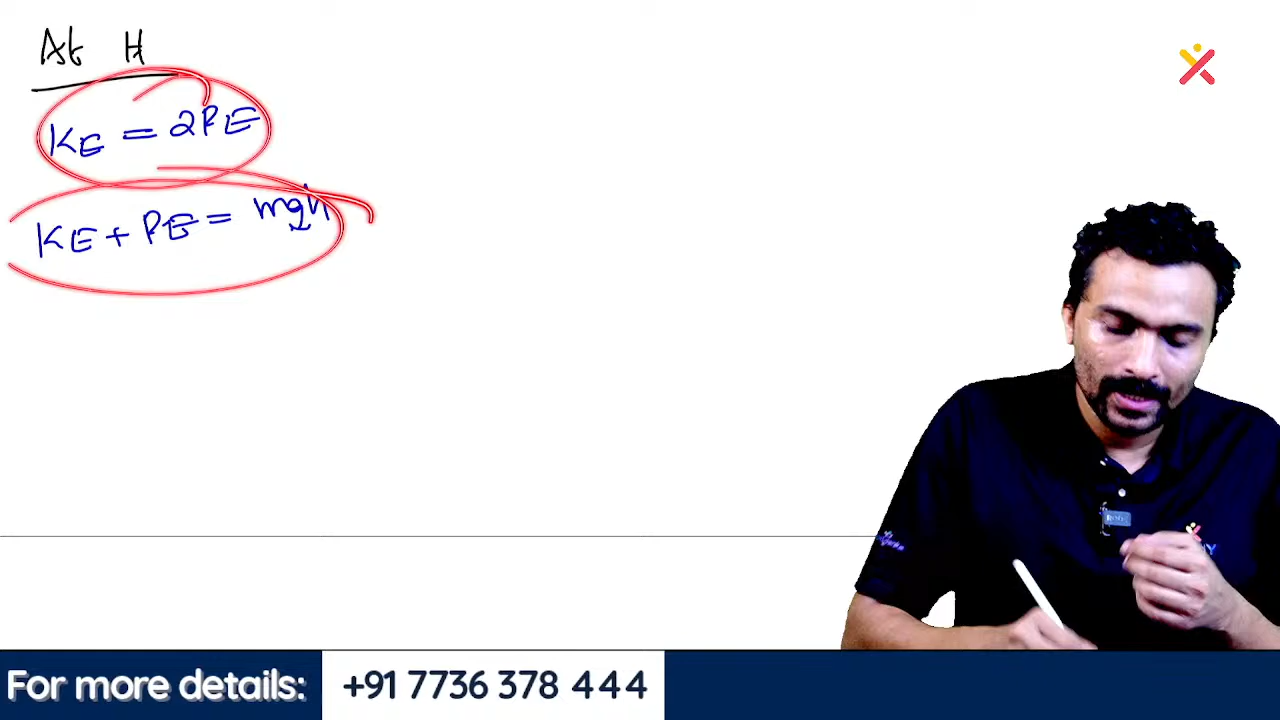 At H
KE = 2PE
KE + PE = mgh
For more details: +91 7736 378 444